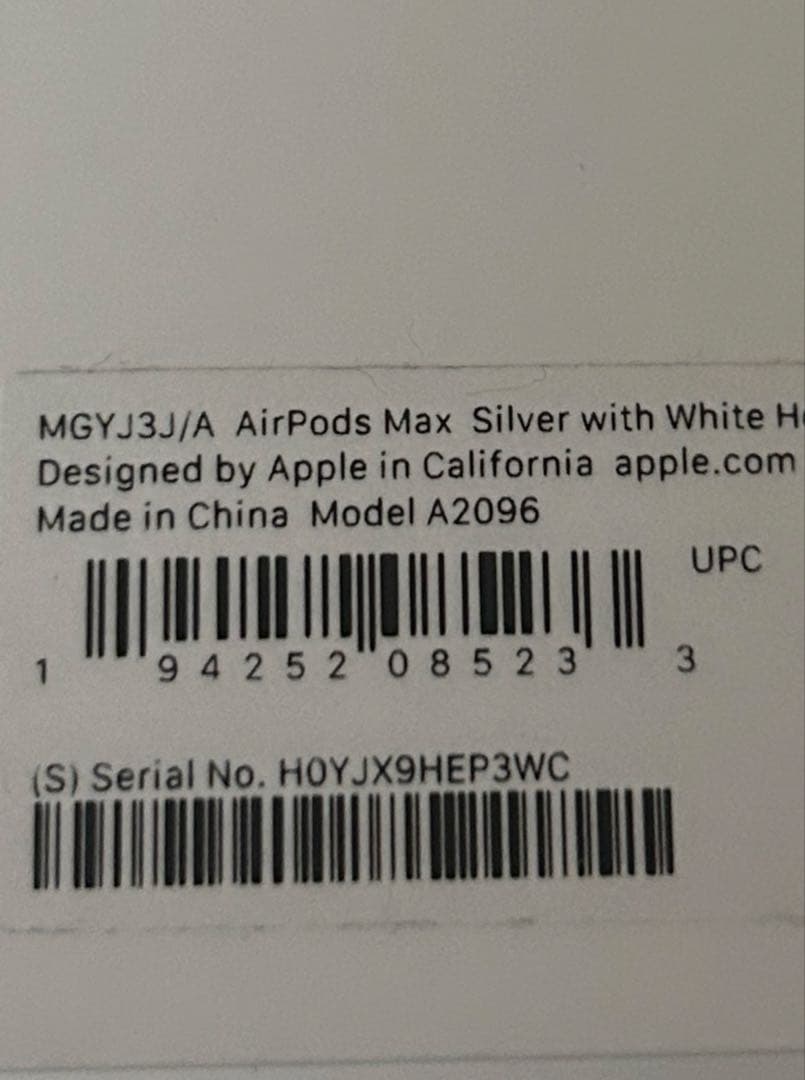 MGYJ3J/A AirPods Max Silver with White
Designed by Apple in California apple.com
Made in China Model A2096
UPC
1 94252 08523 3
(S) Serial No. H0YJX9HEP3WC